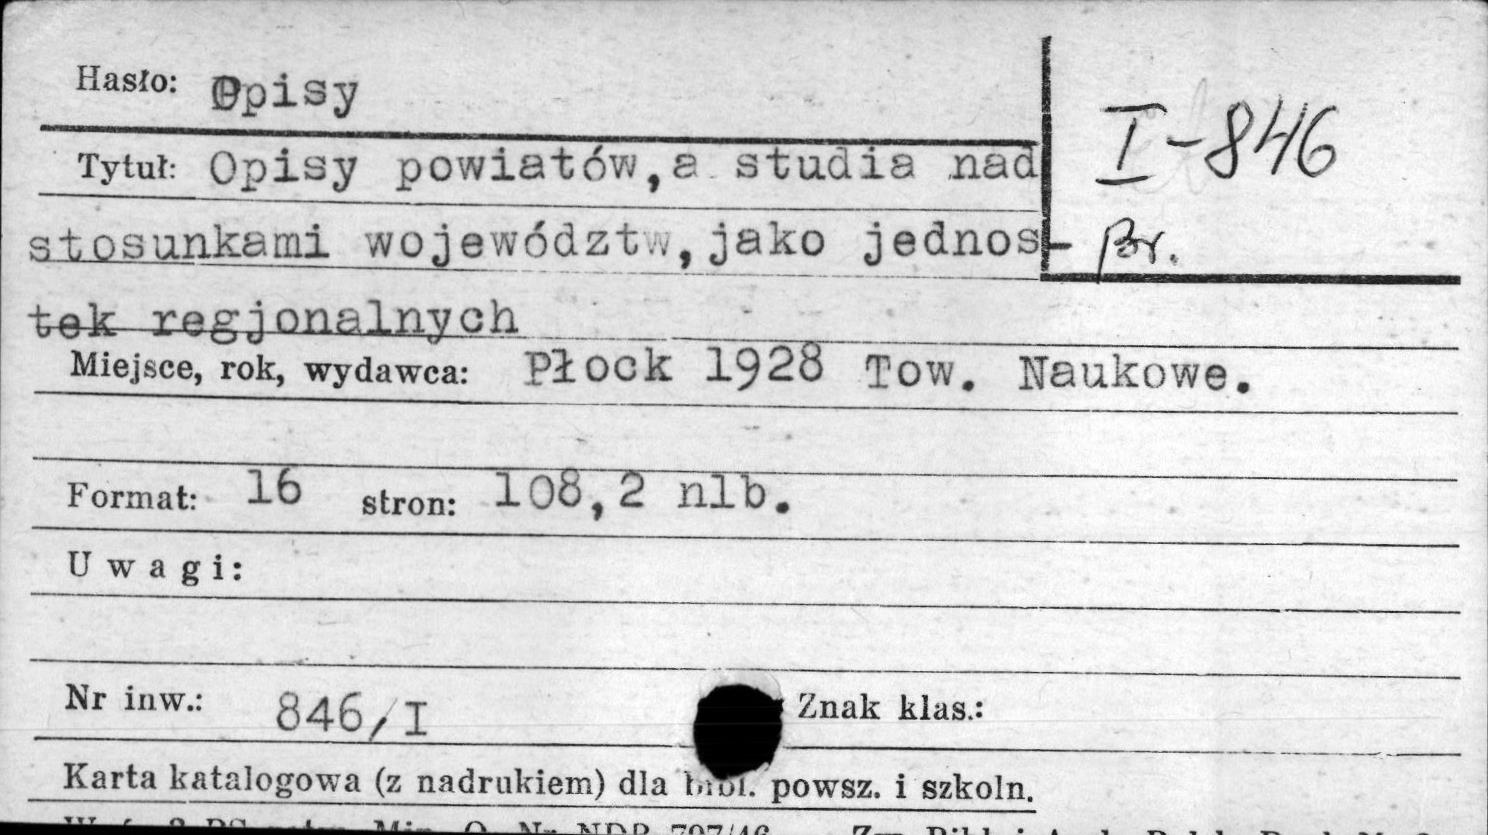 Hasło: Opisy
I-846
Tytuł: Opisy powiatów,a studia nad
stosunkami województw,jako jednos-
Br.
tek regjonalnych
Miejsce, rok, wydawca: Płock 1928 Tow. Naukowe.
Format: 16 stron: 108,2 nlb.
Uwagi:
Nr inw.: 846/I Znak klas.:
Karta katalogowa (z nadrukiem) dla bibl. powsz. i szkoln.